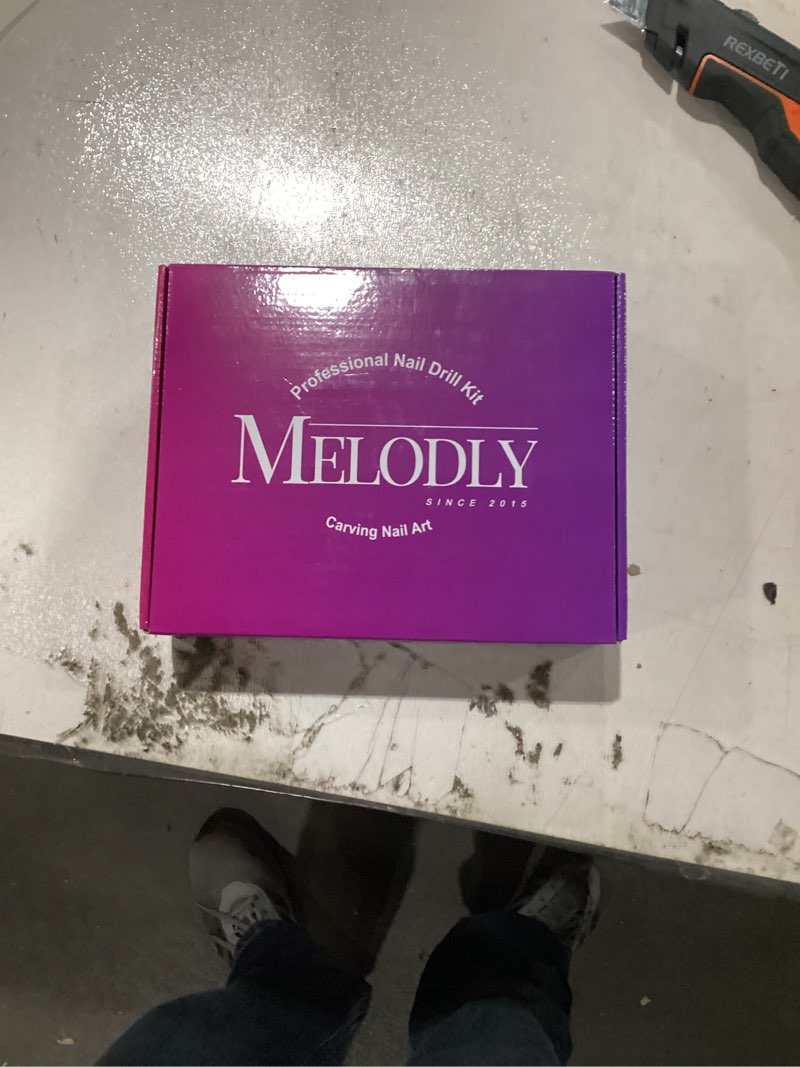 REXBETI
Professional Nail Drill Kit
MELODLY
SINCE 2015
Carving Nail Art